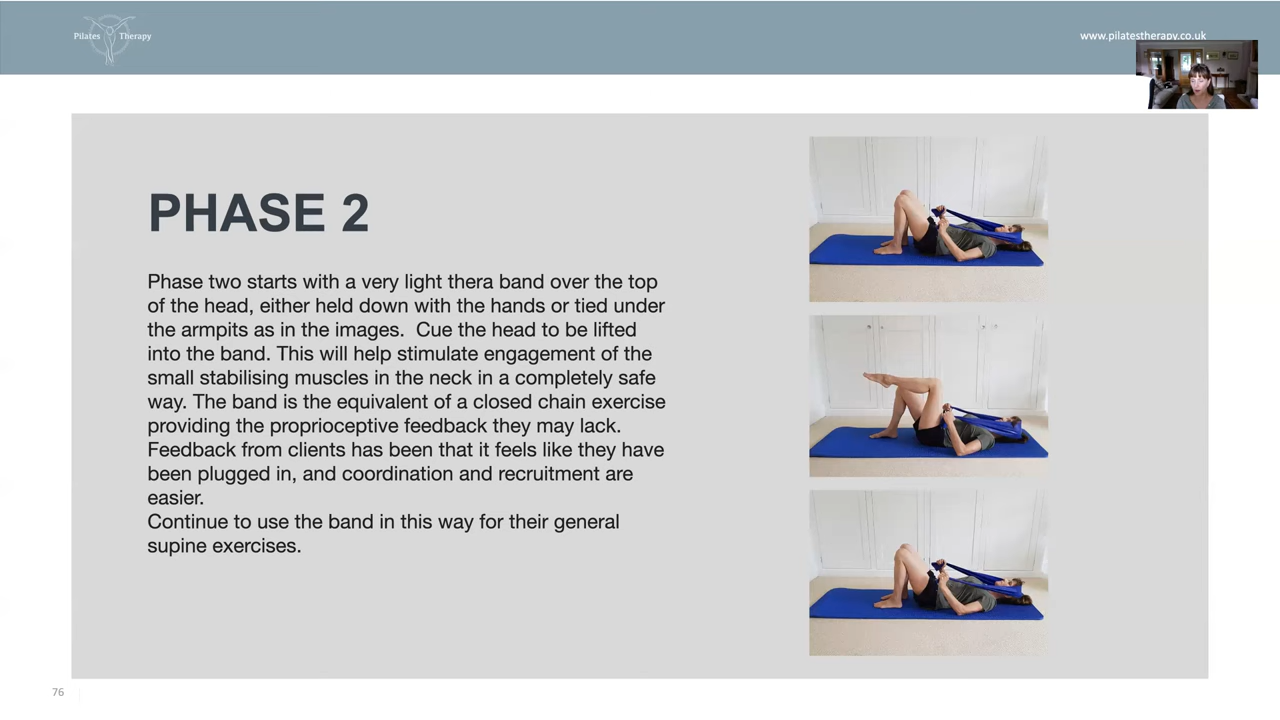 Pilates Therapy
www.pilatestherapy.co.uk
PHASE 2
Phase two starts with a very light thera band over the top
of the head, either held down with the hands or tied under
the armpits as in the images.  Cue the head to be lifted
into the band. This will help stimulate engagement of the
small stabilising muscles in the neck in a completely safe
way. The band is the equivalent of a closed chain exercise
providing the proprioceptive feedback they may lack.
Feedback from clients has been that it feels like they have
been plugged in, and coordination and recruitment are
easier.
Continue to use the band in this way for their general
supine exercises.
76